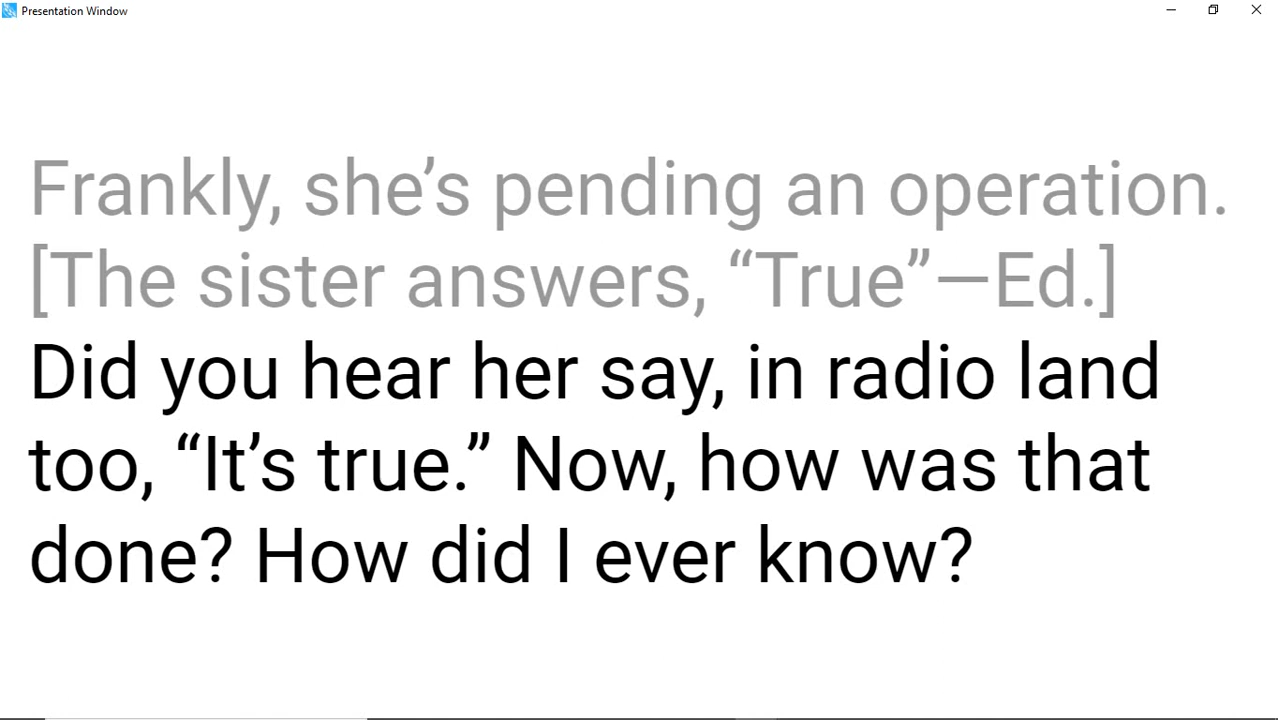 Presentation Window
Frankly, she’s pending an operation.
[The sister answers, “True”—Ed.]
Did you hear her say, in radio land
too, “It’s true.” Now, how was that
done? How did I ever know?